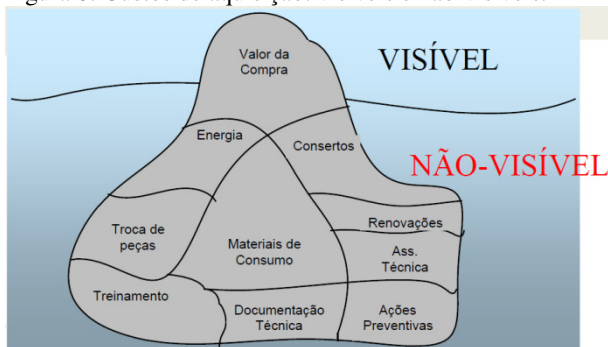 Valor da
Compra
VISÍVEL
Energia
Consertos
NÃO-VISÍVEL
Troca de
peças
Materiais de
Consumo
Renovações
Ass.
Técnica
Treinamento
Documentação
Técnica
Ações
Preventivas